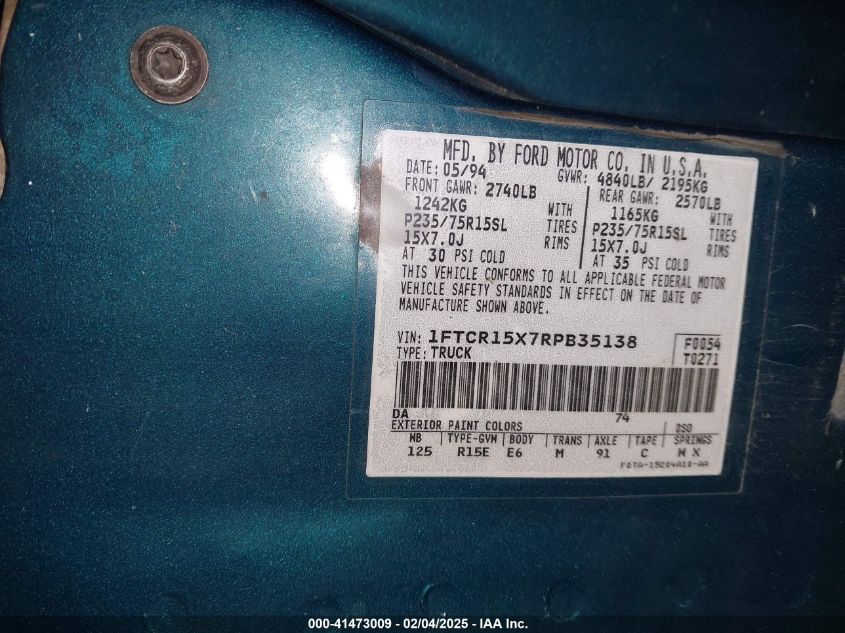 MFD. BY FORD MOTOR CO. IN U.S.A.
DATE: 05/94 GVWR: 4840LB/ 2195KG
FRONT GAWR: 2740LB REAR GAWR: 2570LB
1242KG WITH 1165KG WITH
P235/75R15SL TIRES P235/75R15SL TIRES
15X7.0J RIMS 15X7.0J RIMS
AT 30 PSI COLD AT 35 PSI COLD
THIS VEHICLE CONFORMS TO ALL APPLICABLE FEDERAL MOTOR
VEHICLE SAFETY STANDARDS IN EFFECT ON THE DATE OF
MANUFACTURE SHOWN ABOVE.
VIN: 1FTCR15X7RPB35138 F0054
TYPE: TRUCK T0271
DA 74
EXTERIOR PAINT COLORS DSO
WB TYPE-GVM BODY TRANS AXLE TAPE SPRINGS
125 R15E E6 M 91 C W X
F0TA-15204A10-AA
000-41473009 - 02/04/2025 - IAA Inc.